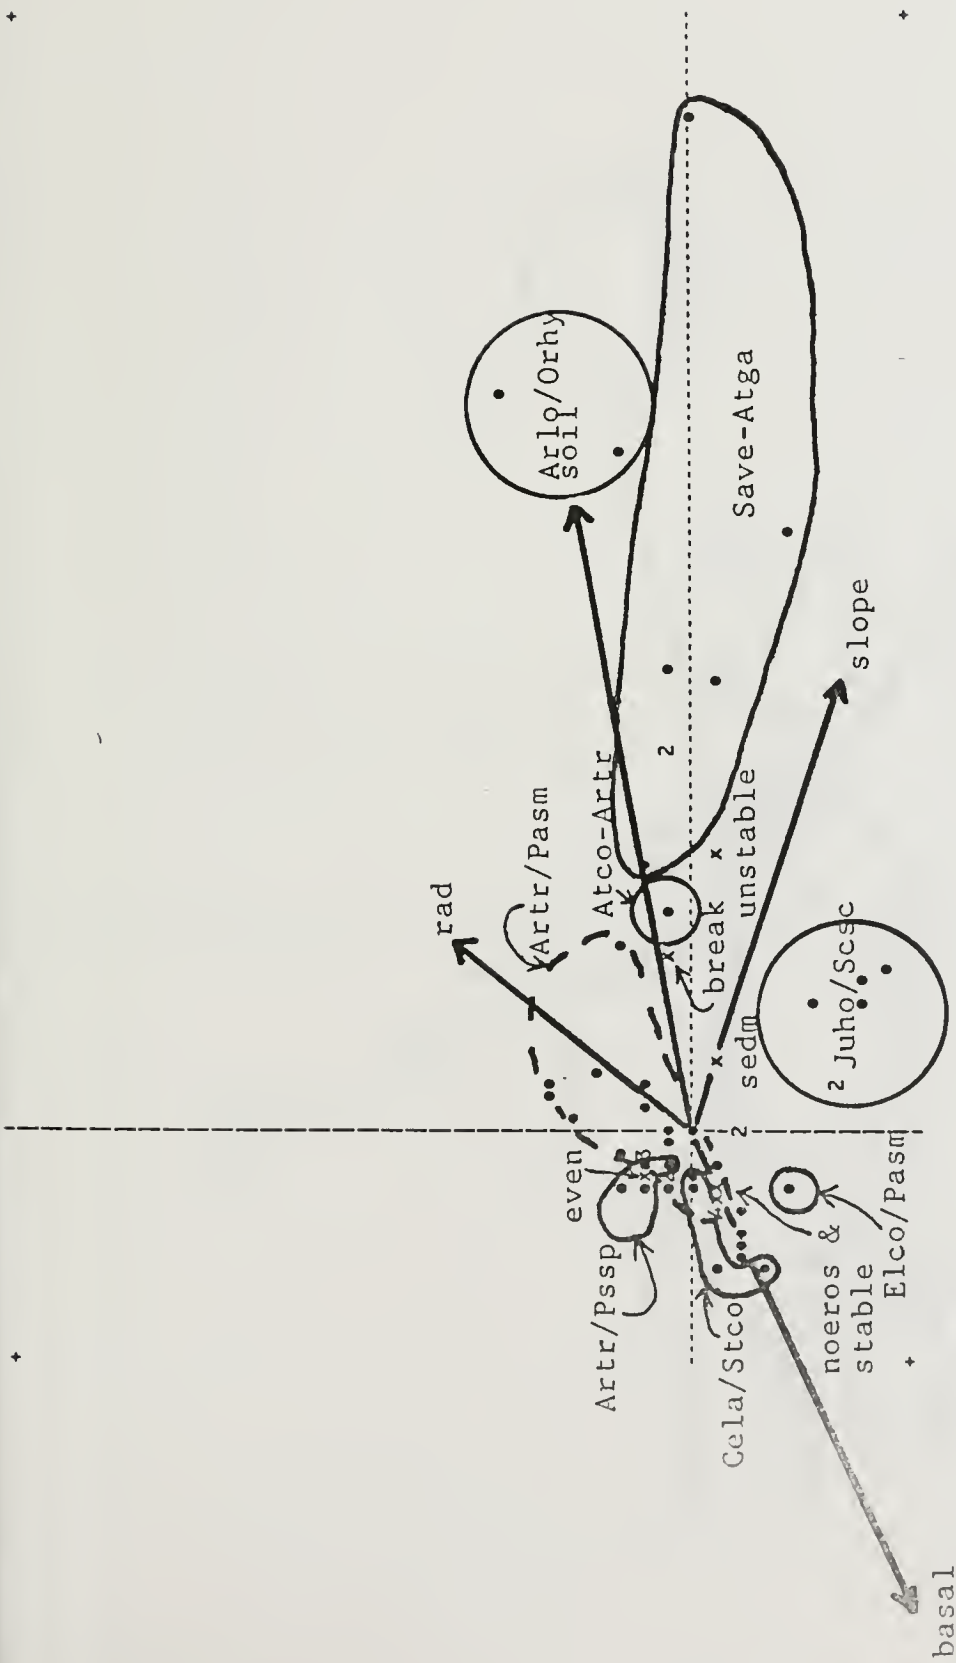 rad
Artr/Pasm
Atco-Artr
Arlo/Orhy
soil
2
Save-Atga
even
3
Artr/Pssp
break
x
unstable
x
x
sedm
slope
2
2 Juho/Scsc
Cela/Stco
noeros &
stable
Elco/Pasm
basal